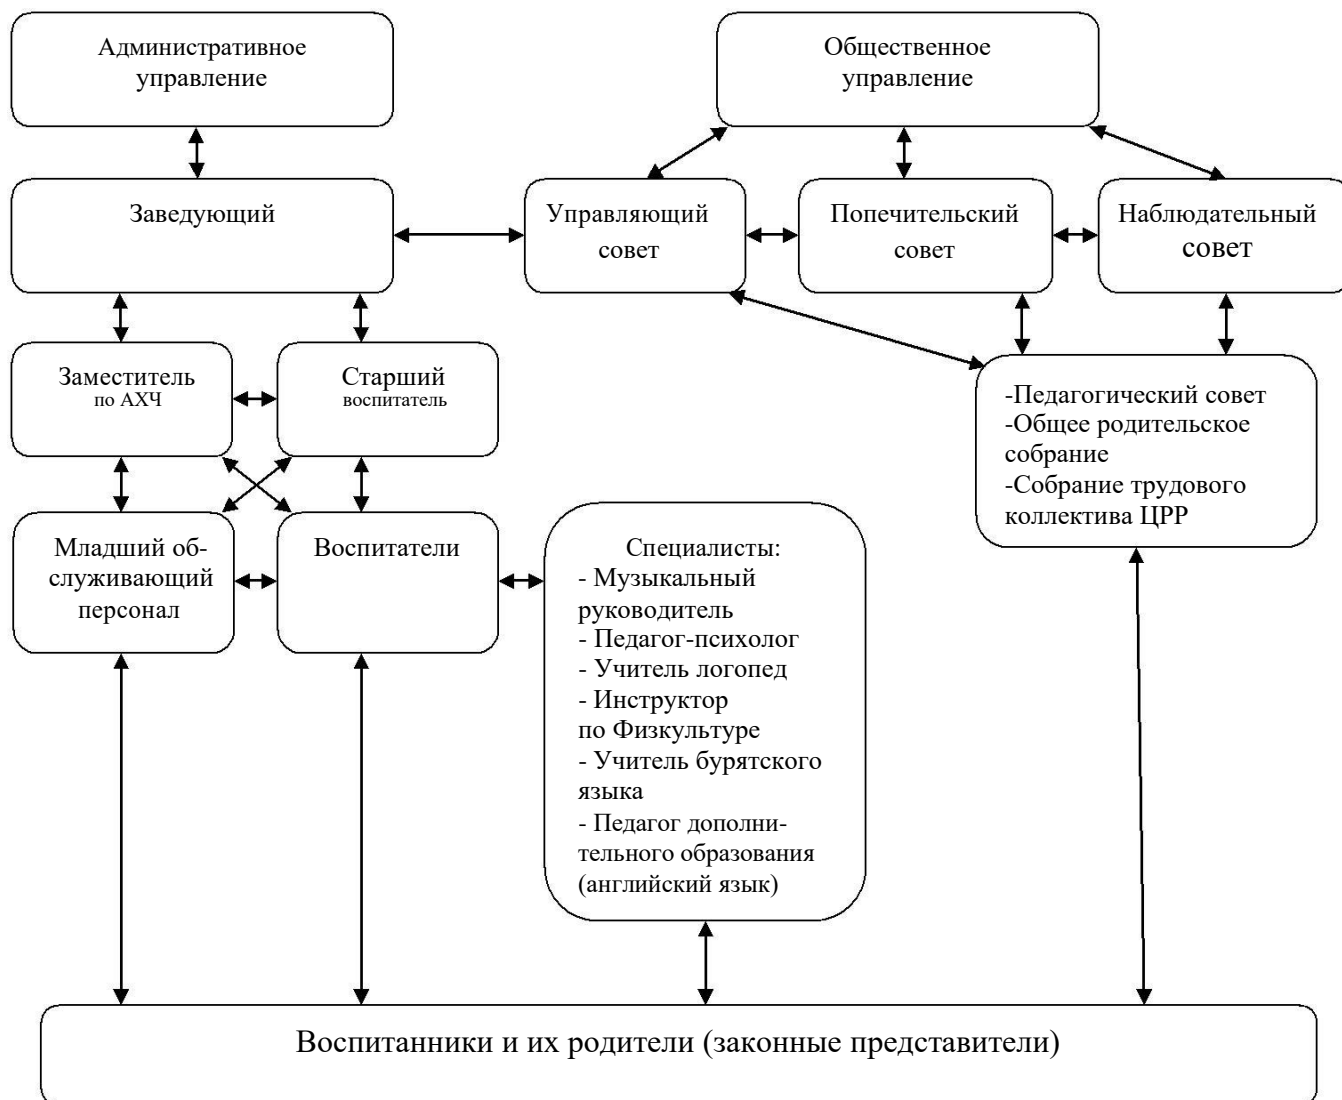 Административное
управление
Общественное
управление
Заведующий
Управляющий
совет
Попечительский
совет
Наблюдательный
совет
Заместитель
по АХЧ
Старший
воспитатель
-Педагогический совет
-Общее родительское
собрание
-Собрание трудового
коллектива ЦРР
Младший об-
служивающий
персонал
Воспитатели
Специалисты:
- Музыкальный
руководитель
- Педагог-психолог
- Учитель логопед
- Инструктор
по Физкультуре
- Учитель бурятского
языка
- Педагог дополни-
тельного образования
(английский язык)
Воспитанники и их родители (законные представители)